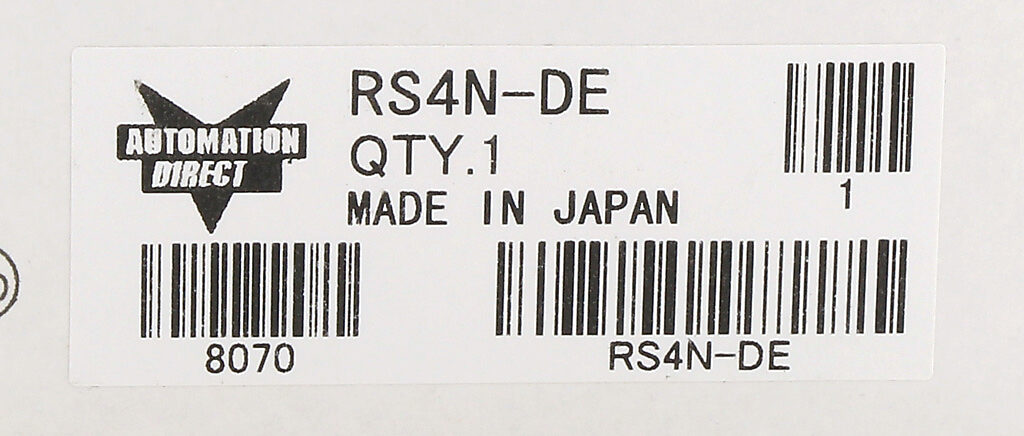 AUTOMATION
DIRECT
RS4N-DE
QTY.1
MADE IN JAPAN
1
8070
RS4N-DE